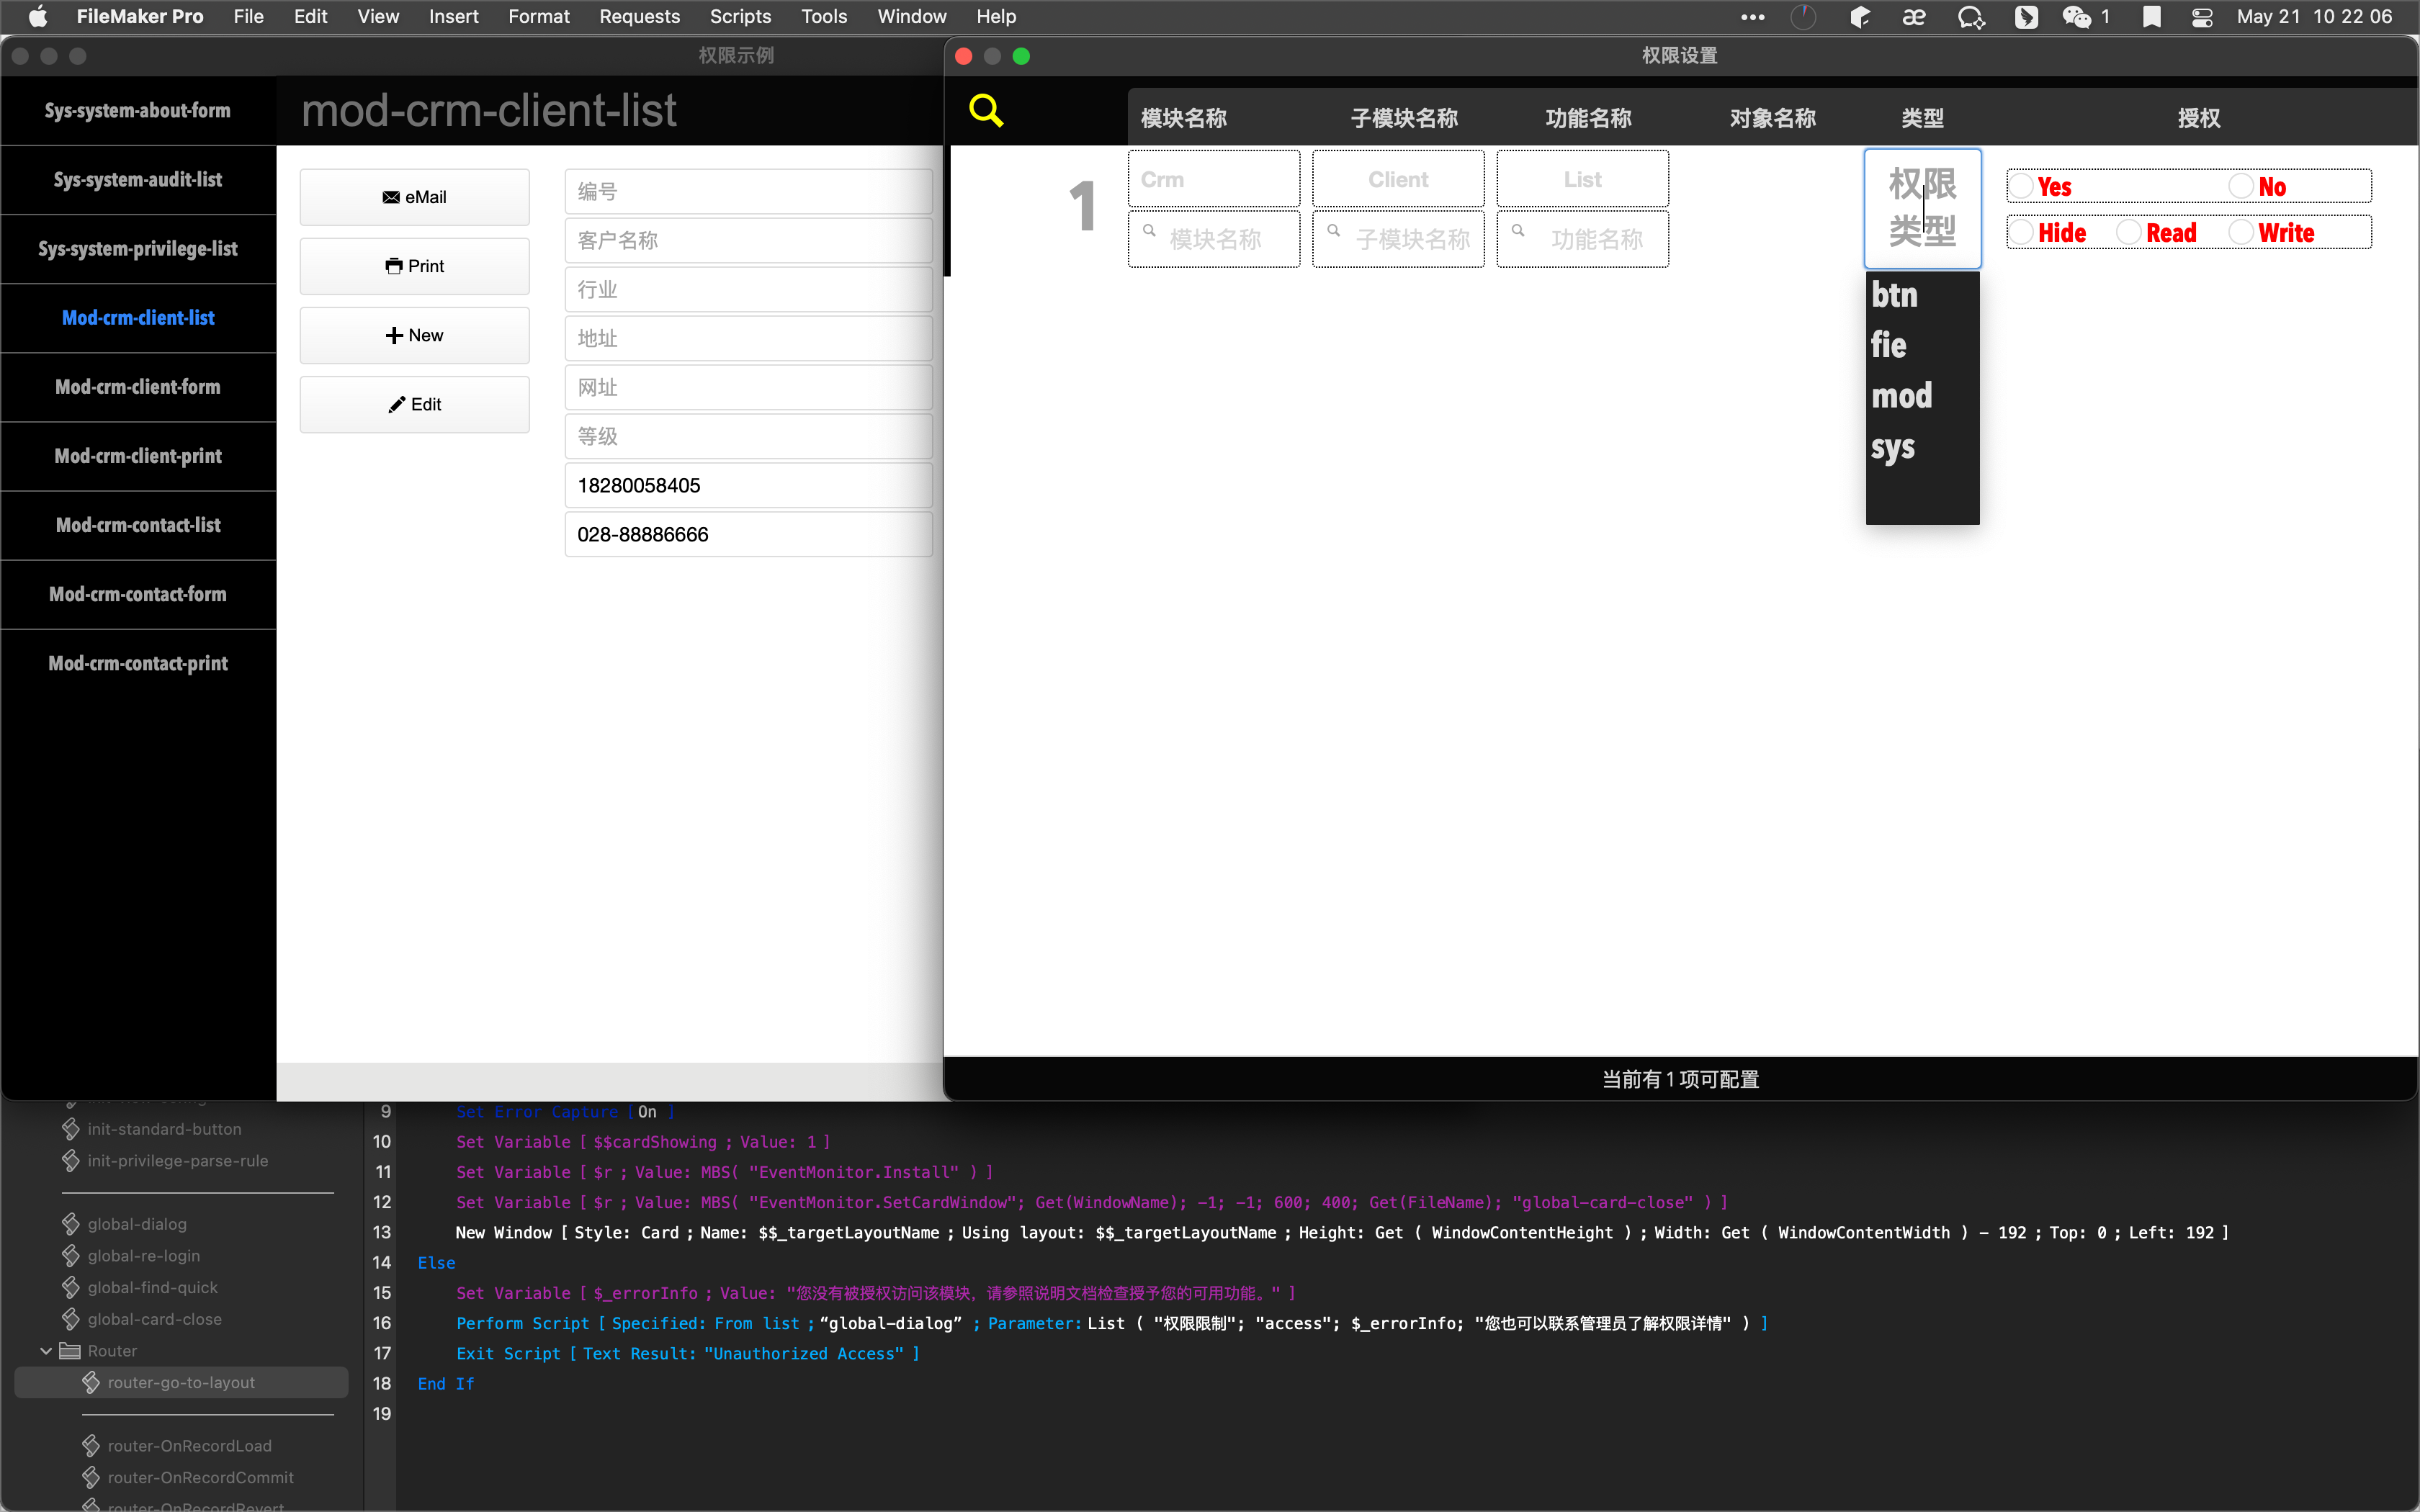 FileMaker Pro File Edit View Insert Format Requests Scripts Tools Window Help
æ 1 May 21 10 22 06
权限示例
Sys-system-about-form
Sys-system-audit-list
Sys-system-privilege-list
Mod-crm-client-list
Mod-crm-client-form
Mod-crm-client-print
Mod-crm-contact-list
Mod-crm-contact-form
Mod-crm-contact-print
mod-crm-client-list
eMail
Print
New
Edit
编号
客户名称
行业
地址
网址
等级
18280058405
028-88886666
权限设置
模块名称 子模块名称 功能名称 对象名称 类型 授权
1
Crm Client List
模块名称 子模块名称 功能名称
权限
类型
Yes No
Hide Read Write
btn
fie
mod
sys
当前有 1 项可配置
init-standard-button
init-privilege-parse-rule
global-dialog
global-re-login
global-find-quick
global-card-close
Router
router-go-to-layout
router-OnRecordLoad
router-OnRecordCommit
router-OnRecordRevert
9 Set Error Capture [ On ]
10 Set Variable [ $$cardShowing ; Value: 1 ]
11 Set Variable [ $r ; Value: MBS( "EventMonitor.Install" ) ]
12 Set Variable [ $r ; Value: MBS( "EventMonitor.SetCardWindow"; Get(WindowName); -1; -1; 600; 400; Get(FileName); "global-card-close" ) ]
13 New Window [ Style: Card ; Name: $$_targetLayoutName ; Using layout: $$_targetLayoutName ; Height: Get ( WindowContentHeight ) ; Width: Get ( WindowContentWidth ) - 192 ; Top: 0 ; Left: 192 ]
14 Else
15 Set Variable [ $_errorInfo ; Value: "您没有被授权访问该模块，请参照说明文档检查授予您的可用功能。" ]
16 Perform Script [ Specified: From list ; “global-dialog” ; Parameter: List ( "权限限制"; "access"; $_errorInfo; "您也可以联系管理员了解权限详情" ) ]
17 Exit Script [ Text Result: "Unauthorized Access" ]
18 End If
19